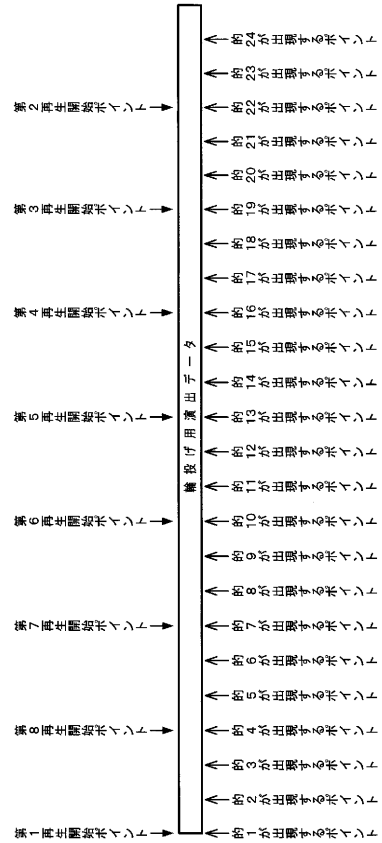 第1再生開始ポイント
第8再生開始ポイント
第7再生開始ポイント
第6再生開始ポイント
第5再生開始ポイント
第4再生開始ポイント
第3再生開始ポイント
第2再生開始ポイント
輪投げ用演出データ
的1が出現するポイント
的2が出現するポイント
的3が出現するポイント
的4が出現するポイント
的5が出現するポイント
的6が出現するポイント
的7が出現するポイント
的8が出現するポイント
的9が出現するポイント
的10が出現するポイント
的11が出現するポイント
的12が出現するポイント
的13が出現するポイント
的14が出現するポイント
的15が出現するポイント
的16が出現するポイント
的17が出現するポイント
的18が出現するポイント
的19が出現するポイント
的20が出現するポイント
的21が出現するポイント
的22が出現するポイント
的23が出現するポイント
的24が出現するポイント